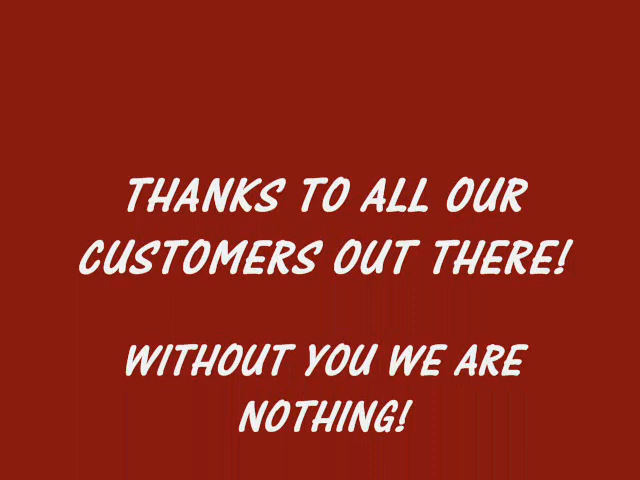 THANKS TO ALL OUR
CUSTOMERS OUT THERE!
WITHOUT YOU WE ARE
NOTHING!